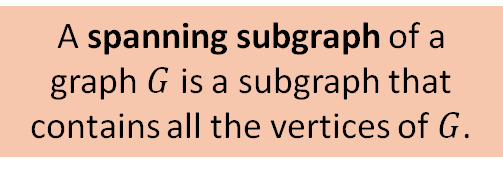 A spanning subgraph of a
graph G is a subgraph that
contains all the vertices of G.